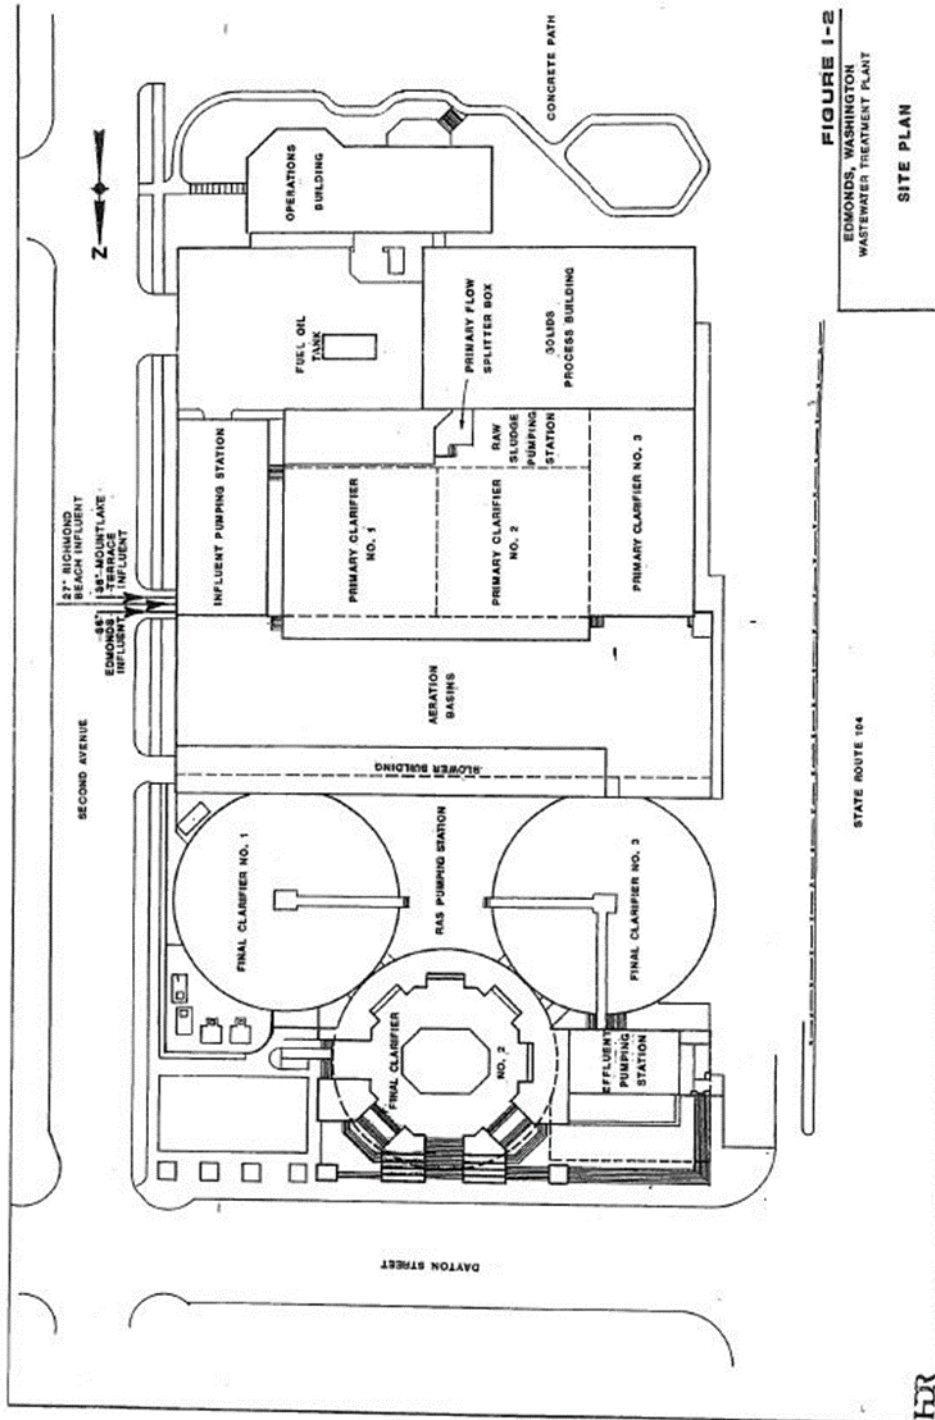 FIGURE 1-2
EDMONDS, WASHINGTON
WASTEWATER TREATMENT PLANT
SITE PLAN
CONCRETE PATH
OPERATIONS
BUILDING
N
FUEL OIL
TANK
PRIMARY FLOW
SPLITTER BOX
SOLIDS
PROCESS BUILDING
27" RICHMOND
BEACH INFLUENT
36" MOUNTLAKE
TERRACE
INFLUENT
36"
EDMONDS
INFLUENT
INFLUENT PUMPING STATION
RAW
SLUDGE
PUMPING
STATION
PRIMARY CLARIFIER
NO. 1
PRIMARY CLARIFIER
NO. 2
PRIMARY CLARIFIER NO. 3
AERATION
BASINS
BLOWER BUILDING
SECOND AVENUE
STATE ROUTE 104
FINAL CLARIFIER NO. 1
RAS PUMPING STATION
FINAL CLARIFIER NO. 3
FINAL CLARIFIER
NO. 2
EFFLUENT
PUMPING
STATION
DAYTON STREET
HDR